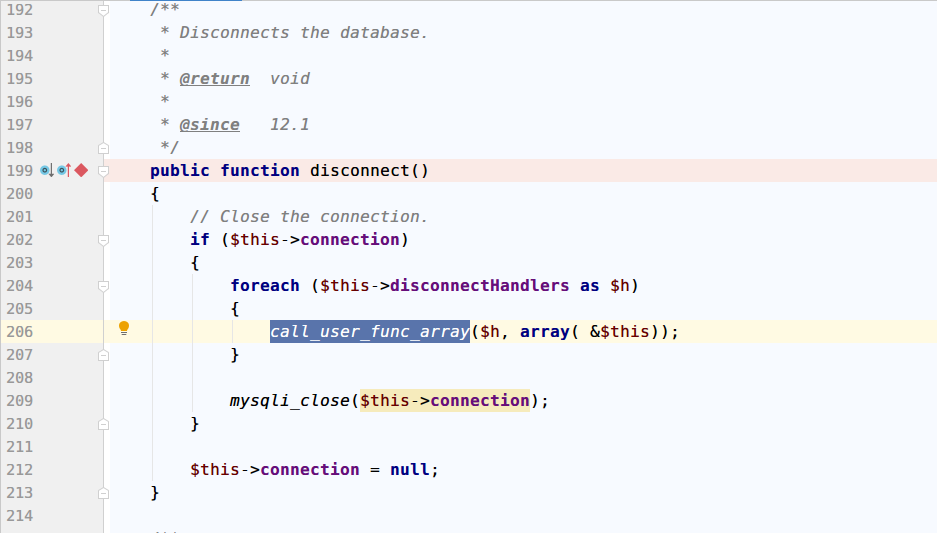 192 /**
193 * Disconnects the database.
194 *
195 * @return void
196 *
197 * @since 12.1
198 */
199 public function disconnect()
200 {
201 // Close the connection.
202 if ($this->connection)
203 {
204 foreach ($this->disconnectHandlers as $h)
205 {
206 call_user_func_array($h, array( &$this));
207 }
208
209 mysqli_close($this->connection);
210 }
211
212 $this->connection = null;
213 }
214